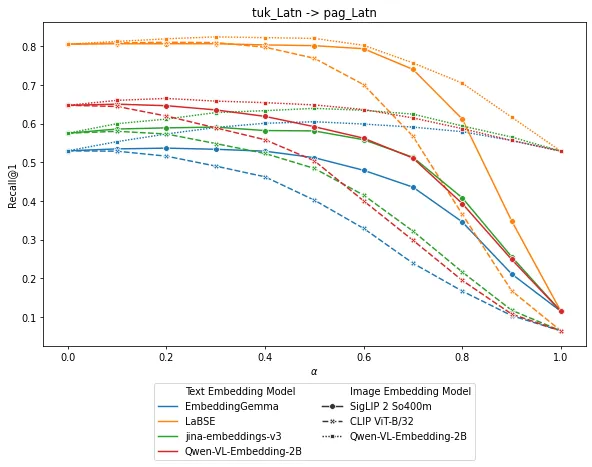 tuk_Latn -> pag_Latn
Recall@1
0.8
0.7
0.6
0.5
0.4
0.3
0.2
0.1
0.0 0.2 0.4 0.6 0.8 1.0
α
Text Embedding Model Image Embedding Model
EmbeddingGemma SigLIP 2 So400m
LaBSE CLIP ViT-B/32
jina-embeddings-v3 Qwen-VL-Embedding-2B
Qwen-VL-Embedding-2B